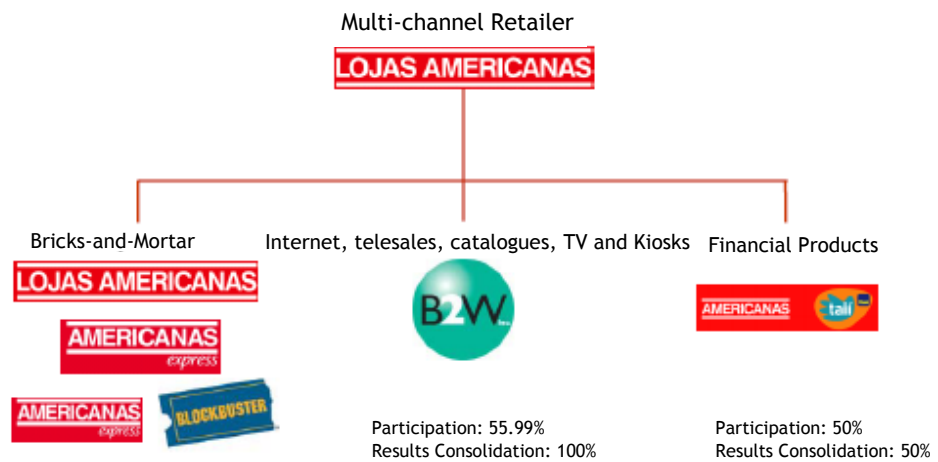 Multi-channel Retailer
LOJAS AMERICANAS
Bricks-and-Mortar
Internet, telesales, catalogues, TV and Kiosks
Financial Products
LOJAS AMERICANAS
AMERICANAS
express
AMERICANAS
express
BLOCKBUSTER
B2W
AMERICANAS
taií
Participation: 55.99%
Results Consolidation: 100%
Participation: 50%
Results Consolidation: 50%